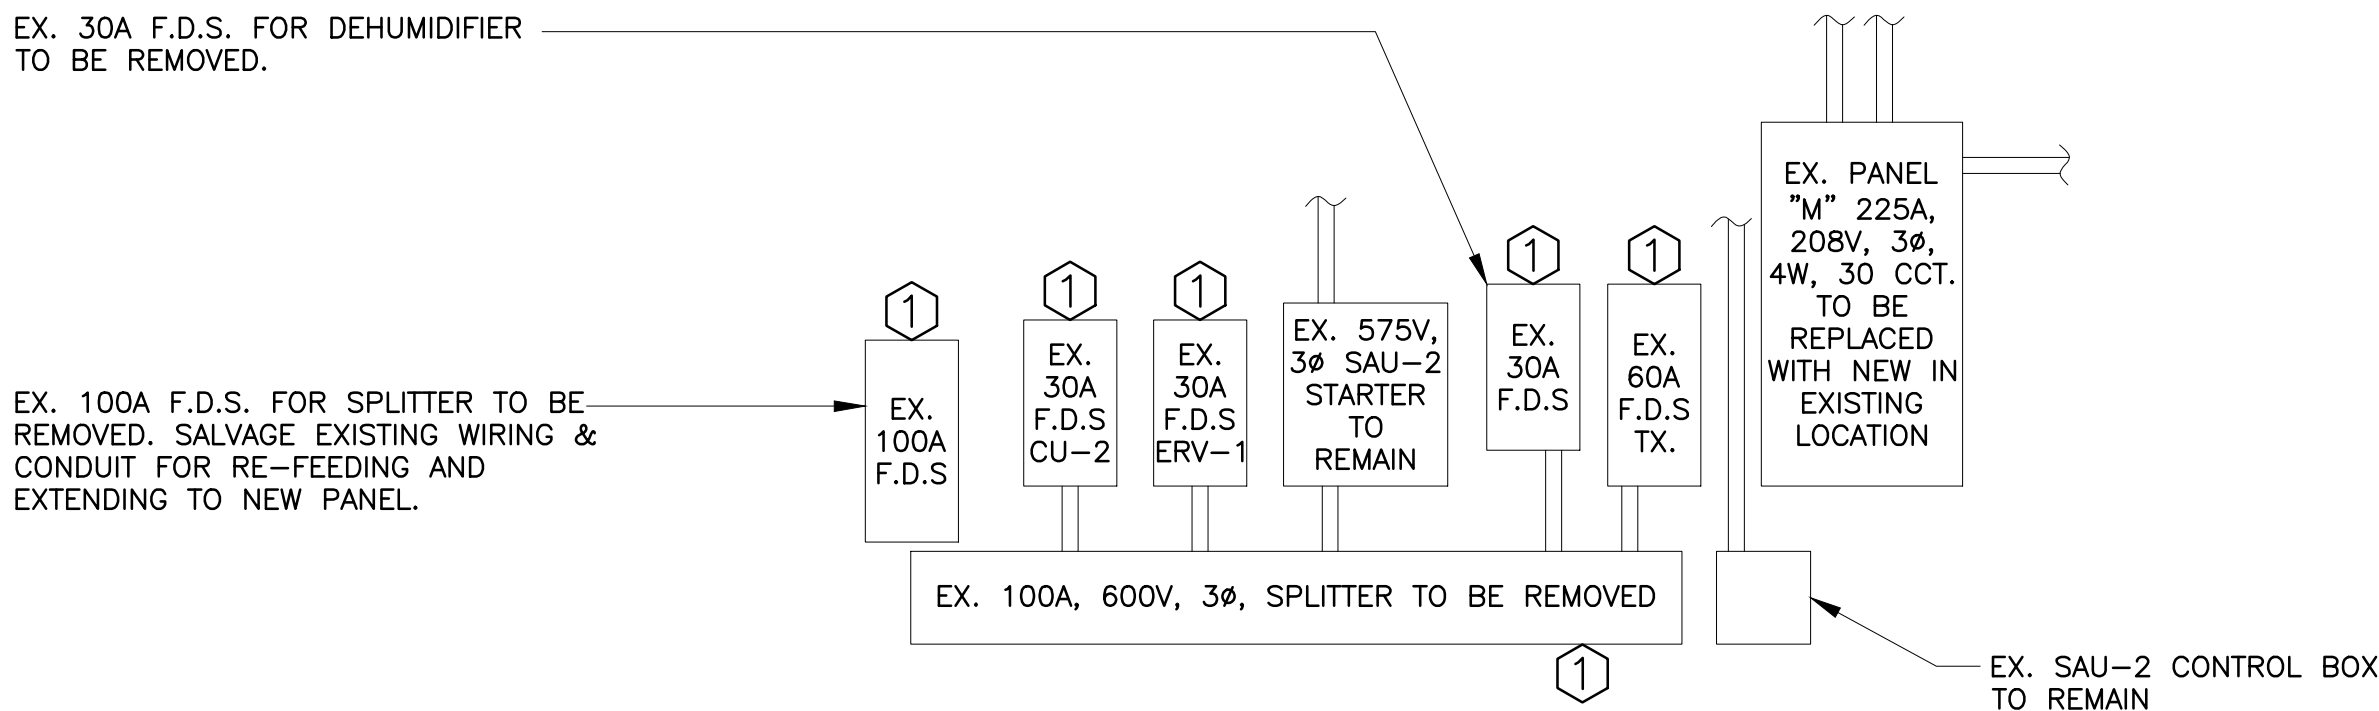 EX. 30A F.D.S. FOR DEHUMIDIFIER
TO BE REMOVED.
EX. 100A F.D.S. FOR SPLITTER TO BE
REMOVED. SALVAGE EXISTING WIRING &
CONDUIT FOR RE-FEEDING AND
EXTENDING TO NEW PANEL.
1
EX.
100A
F.D.S
1
EX.
30A
F.D.S
CU-2
1
EX.
30A
F.D.S
ERV-1
EX. 575V,
3ø SAU-2
STARTER
TO
REMAIN
1
EX.
30A
F.D.S
1
EX.
60A
F.D.S
TX.
EX. PANEL
"M" 225A,
208V, 3ø,
4W, 30 CCT.
TO BE
REPLACED
WITH NEW IN
EXISTING
LOCATION
EX. 100A, 600V, 3ø, SPLITTER TO BE REMOVED
1
EX. SAU-2 CONTROL BOX
TO REMAIN